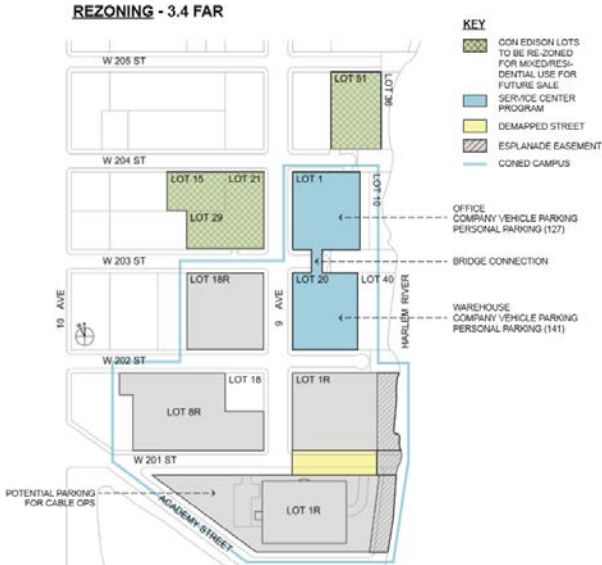 REZONING - 3.4 FAR
KEY
CON EDISON LOTS
TO BE RE-ZONED
FOR MIXED/RESI-
DENTIAL USE FOR
FUTURE SALE
SERVICE CENTER
PROGRAM
DEMAPPED STREET
ESPLANADE EASEMENT
CONED CAMPUS
W 205 ST
LOT 51
LOT 36
W 204 ST
LOT 15
LOT 21
LOT 29
LOT 1
LOT 10
OFFICE
COMPANY VEHICLE PARKING
PERSONAL PARKING (127)
BRIDGE CONNECTION
W 203 ST
LOT 18R
LOT 20
LOT 40
10 AVE
9 AVE
HARLEM RIVER
WAREHOUSE
COMPANY VEHICLE PARKING
PERSONAL PARKING (141)
W 202 ST
LOT 18
LOT 8R
LOT 1R
W 201 ST
POTENTIAL PARKING
FOR CABLE OPS
ACADEMY STREET
LOT 1R